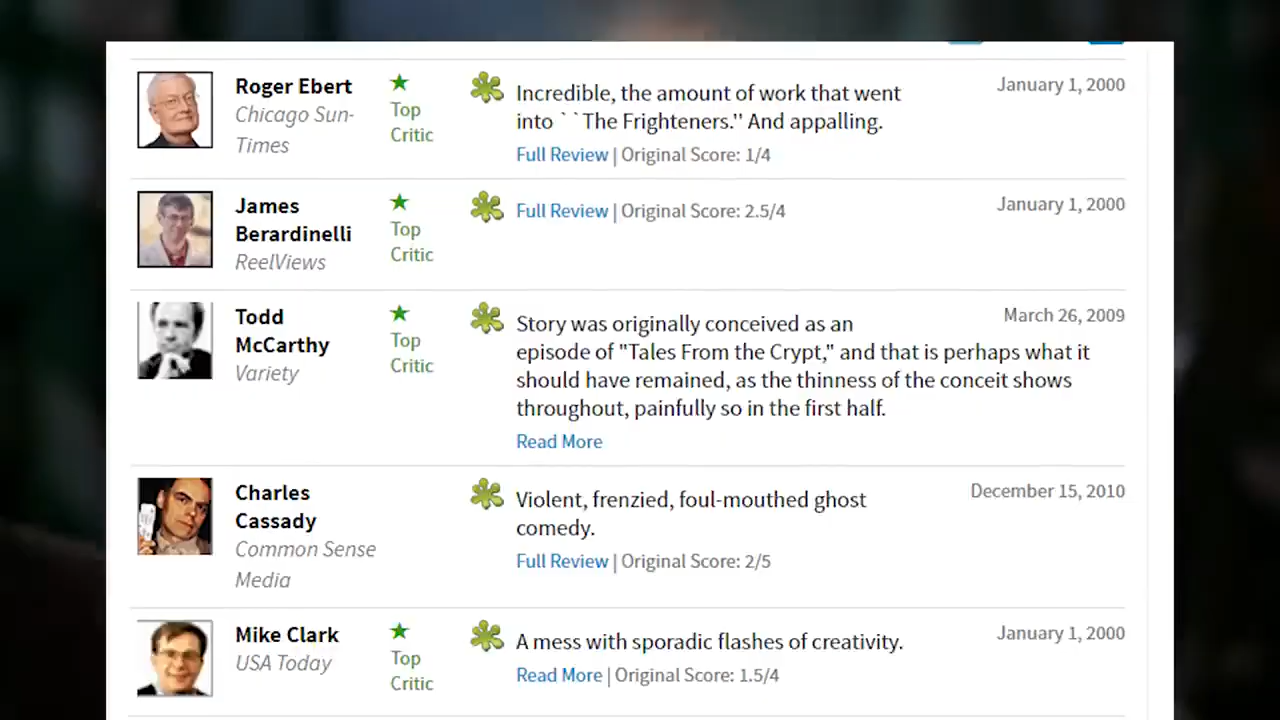 Roger Ebert
Chicago Sun-
Times
★
Top
Critic
Incredible, the amount of work that went
into ` `The Frighteners.'' And appalling.
Full Review | Original Score: 1/4
January 1, 2000
James
Berardinelli
ReelViews
★
Top
Critic
Full Review | Original Score: 2.5/4
January 1, 2000
Todd
McCarthy
Variety
★
Top
Critic
Story was originally conceived as an
episode of "Tales From the Crypt," and that is perhaps what it
should have remained, as the thinness of the conceit shows
throughout, painfully so in the first half.
Read More
March 26, 2009
Charles
Cassady
Common Sense
Media
Violent, frenzied, foul-mouthed ghost
comedy.
Full Review | Original Score: 2/5
December 15, 2010
Mike Clark
USA Today
★
Top
Critic
A mess with sporadic flashes of creativity.
Read More | Original Score: 1.5/4
January 1, 2000